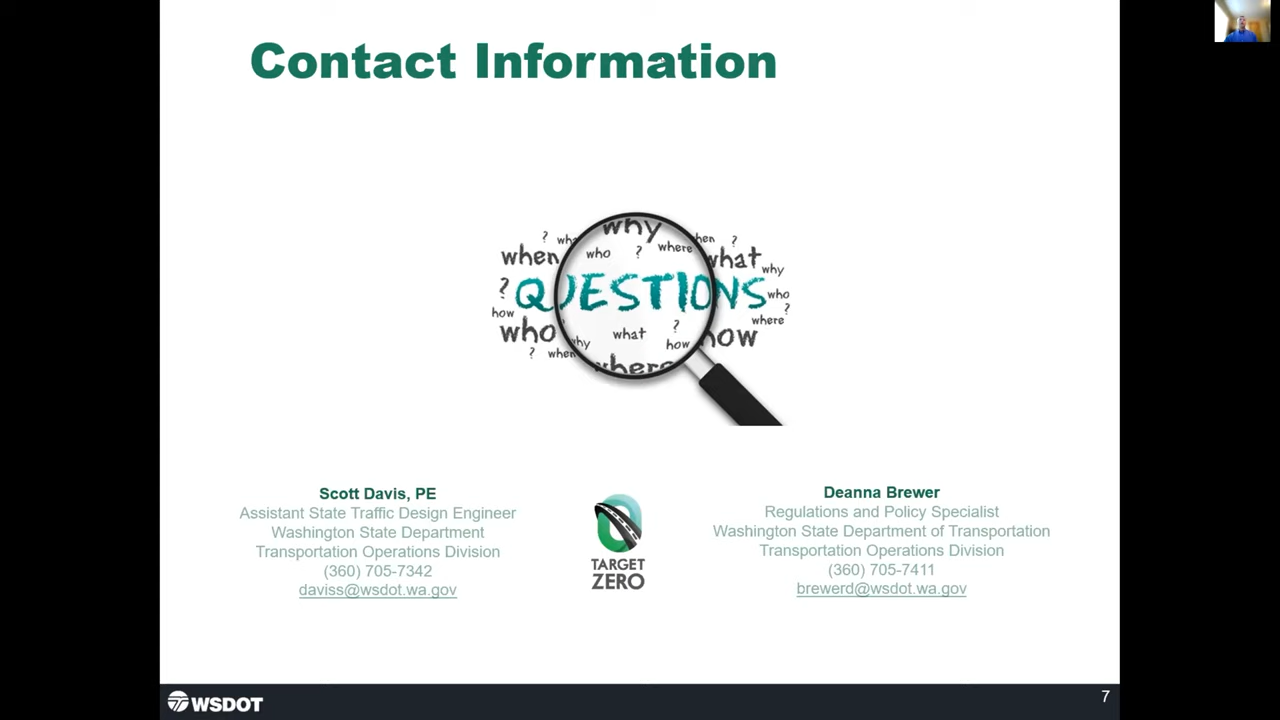 Contact Information
why
? who where hen ?
when who ? where what
why
? QUESTIONS who
how ?
who why what ? how where
how
? when where
Scott Davis, PE
Assistant State Traffic Design Engineer
Washington State Department
Transportation Operations Division
(360) 705-7342
daviss@wsdot.wa.gov
TARGET
ZERO
Deanna Brewer
Regulations and Policy Specialist
Washington State Department of Transportation
Transportation Operations Division
(360) 705-7411
brewerd@wsdot.wa.gov
WSDOT
7